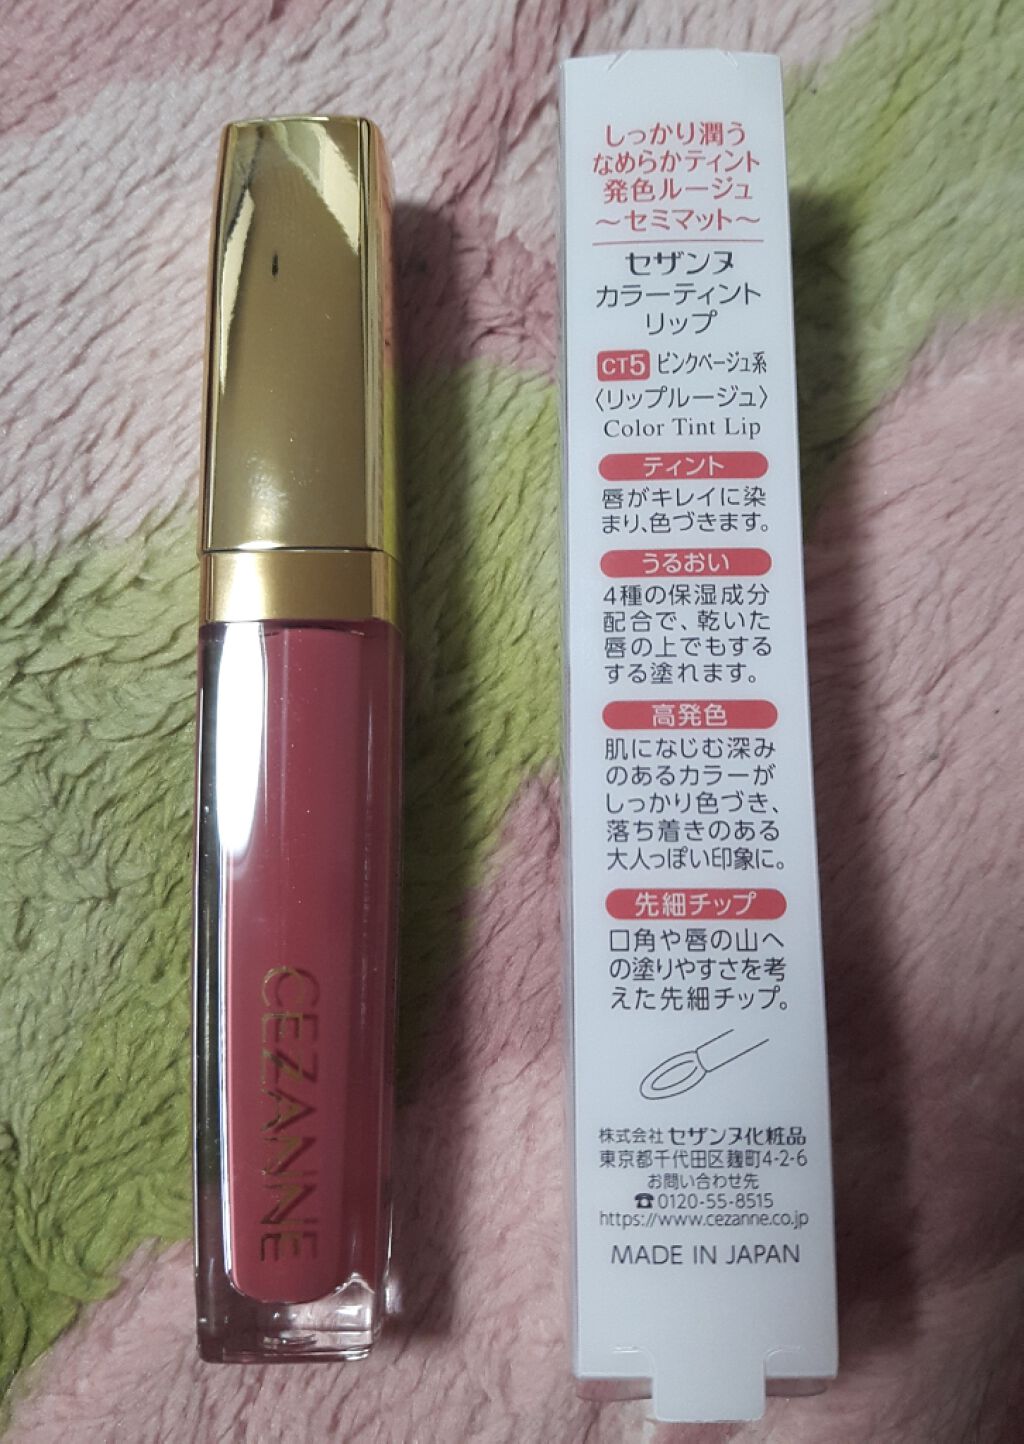 CEZANNE
しっかり潤う
なめらかティント
発色ルージュ
～セミマット～
セザンヌ
カラーティント
リップ
CT5 ピンクベージュ系
〈リップルージュ〉
Color Tint Lip
ティント
唇がキレイに染
まり、色づきます。
うるおい
4種の保湿成分
配合で、乾いた
唇の上でもする
する塗れます。
高発色
肌になじむ深み
のあるカラーが
しっかり色づき、
落ち着きのある
大人っぽい印象に。
先細チップ
口角や唇の山へ
の塗りやすさを考
えた先細チップ。
株式会社 セザンヌ化粧品
東京都千代田区麹町4-2-6
お問い合わせ先
☎0120-55-8515
https://www.cezanne.co.jp
MADE IN JAPAN